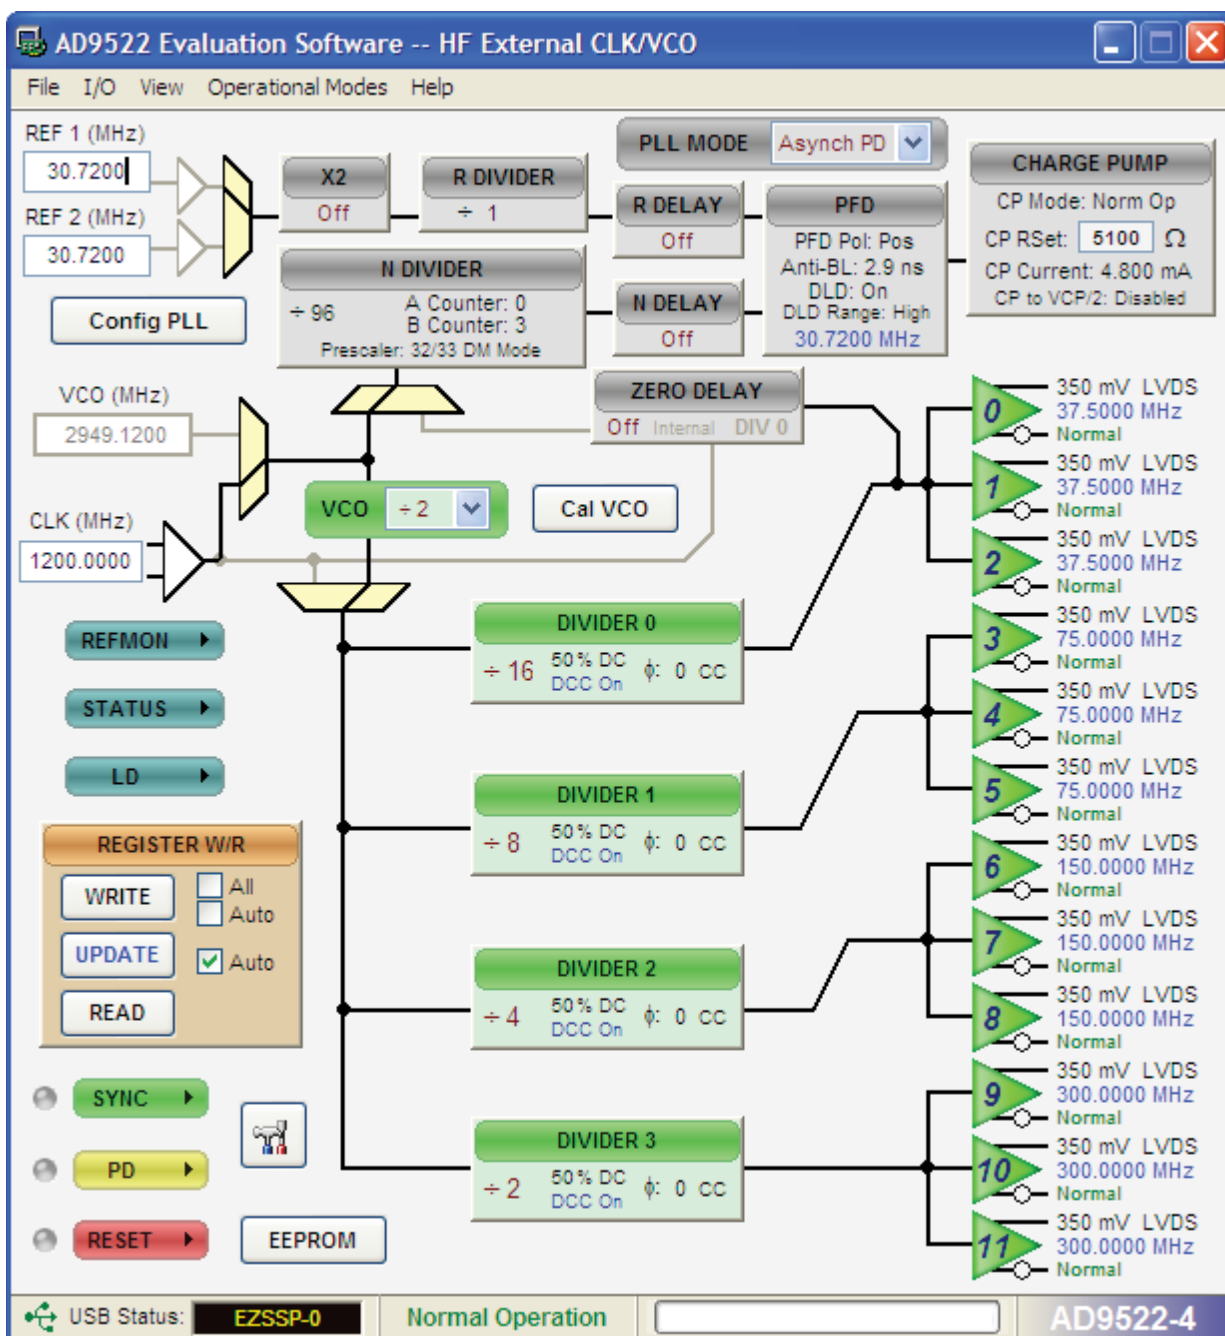 AD9522 Evaluation Software -- HF External CLK/VCO
File I/O View Operational Modes Help
REF 1 (MHz)
30.7200
REF 2 (MHz)
30.7200
Config PLL
X2
Off
R DIVIDER
÷ 1
PLL MODE Asynch PD
R DELAY
Off
N DIVIDER
÷ 96
A Counter: 0
B Counter: 3
Prescaler: 32/33 DM Mode
N DELAY
Off
PFD
PFD Pol: Pos
Anti-BL: 2.9 ns
DLD: On
DLD Range: High
30.7200 MHz
CHARGE PUMP
CP Mode: Norm Op
CP RSet: 5100 Ω
CP Current: 4.800 mA
CP to VCP/2: Disabled
VCO (MHz)
2949.1200
ZERO DELAY
Off Internal DIV 0
CLK (MHz)
1200.0000
VCO ÷ 2
Cal VCO
REFMON
STATUS
LD
DIVIDER 0
÷ 16 50% DC ϕ: 0 CC
DCC On
DIVIDER 1
÷ 8 50% DC ϕ: 0 CC
DCC On
DIVIDER 2
÷ 4 50% DC ϕ: 0 CC
DCC On
DIVIDER 3
÷ 2 50% DC ϕ: 0 CC
DCC On
0
350 mV LVDS
37.5000 MHz
Normal
1
350 mV LVDS
37.5000 MHz
Normal
2
350 mV LVDS
37.5000 MHz
Normal
3
350 mV LVDS
75.0000 MHz
Normal
4
350 mV LVDS
75.0000 MHz
Normal
5
350 mV LVDS
75.0000 MHz
Normal
6
350 mV LVDS
150.0000 MHz
Normal
7
350 mV LVDS
150.0000 MHz
Normal
8
350 mV LVDS
150.0000 MHz
Normal
9
350 mV LVDS
300.0000 MHz
Normal
10
350 mV LVDS
300.0000 MHz
Normal
11
350 mV LVDS
300.0000 MHz
Normal
REGISTER W/R
WRITE
All
Auto
UPDATE
Auto
READ
SYNC
PD
RESET
EEPROM
USB Status: EZSSP-0 Normal Operation AD9522-4